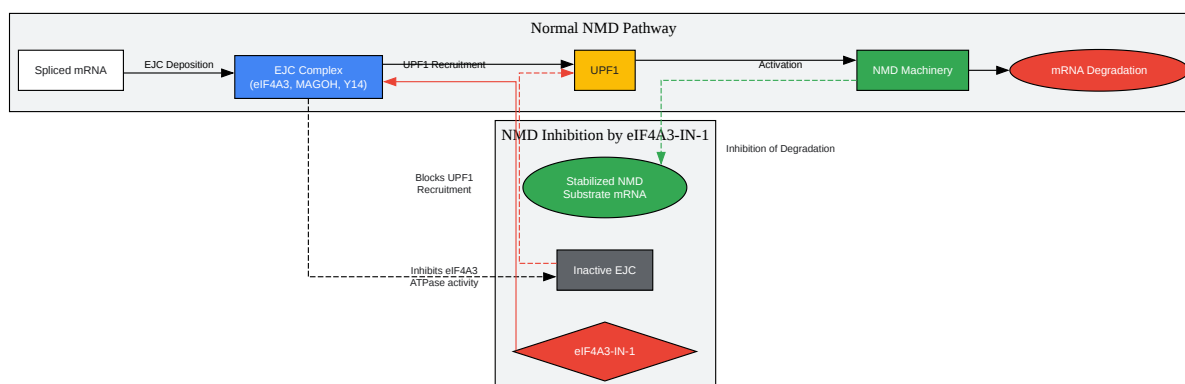 Normal NMD Pathway
Spliced mRNA
EJC Deposition
EJC Complex
(eIF4A3, MAGOH, Y14)
UPF1 Recruitment
UPF1
Activation
NMD Machinery
mRNA Degradation
NMD Inhibition by eIF4A3-IN-1
Inhibition of Degradation
Stabilized NMD
Substrate mRNA
Blocks UPF1
Recruitment
Inactive EJC
Inhibits eIF4A3
ATPase activity
eIF4A3-IN-1